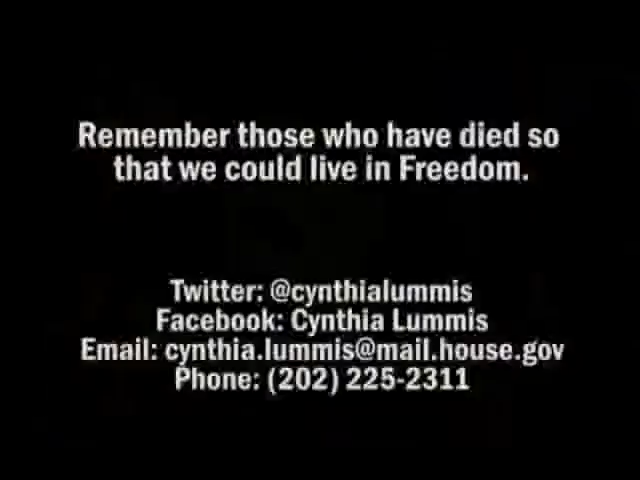 Remember those who have died so
that we could live in Freedom.
Twitter: @cynthialummis
Facebook: Cynthia Lummis
Email: cynthia.lummis@mail.house.gov
Phone: (202) 225-2311